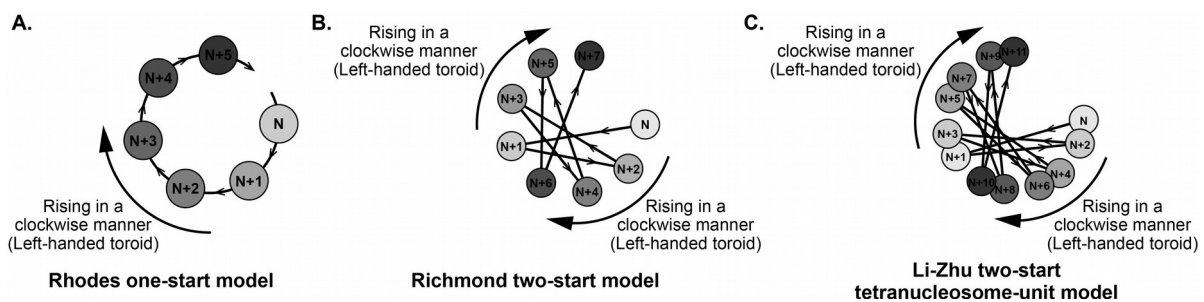 A.
N+5
N+4
N
N+3
N+2
N+1
Rising in a
clockwise manner
(Left-handed toroid)
Rhodes one-start model
B.
Rising in a
clockwise manner
(Left-handed toroid)
N+5
N+7
N+3
N
N+1
N+2
N+6
N+4
Rising in a
clockwise manner
(Left-handed toroid)
Richmond two-start model
C.
Rising in a
clockwise manner
(Left-handed toroid)
N+9
N+11
N+7
N+5
N
N+3
N+2
N+1
N+4
N+10
N+8
N+6
Rising in a
clockwise manner
(Left-handed toroid)
Li-Zhu two-start
tetranucleosome-unit model